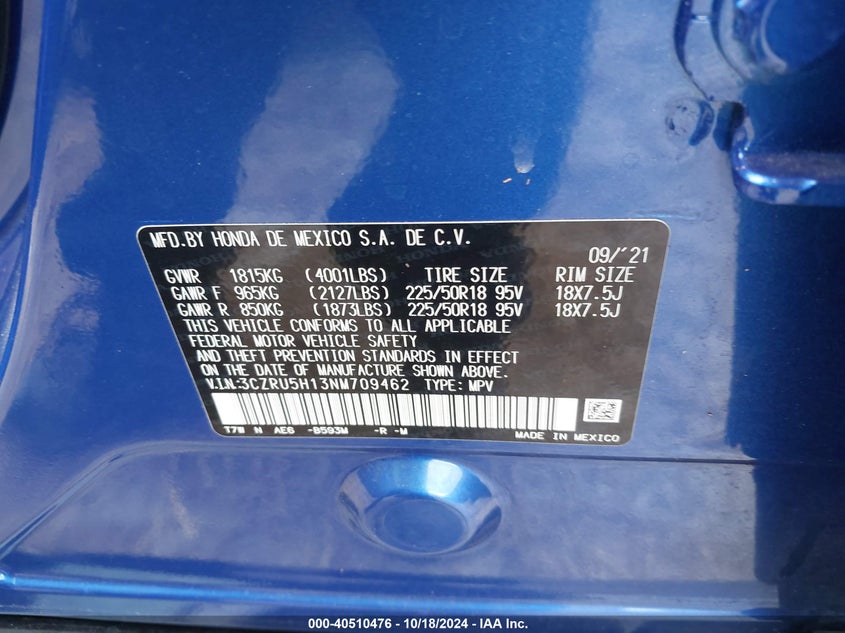 MFD.BY HONDA DE MEXICO S.A. DE C.V.
09/'21
GVWR 1815KG (4001LBS) TIRE SIZE RIM SIZE
GAWR F 965KG (2127LBS) 225/50R18 95V 18X7.5J
GAWR R 850KG (1873LBS) 225/50R18 95V 18X7.5J
THIS VEHICLE CONFORMS TO ALL APPLICABLE
FEDERAL MOTOR VEHICLE SAFETY
AND THEFT PREVENTION STANDARDS IN EFFECT
ON THE DATE OF MANUFACTURE SHOWN ABOVE.
V.I.N:3CZRU5H13NM709462 TYPE: MPV
T7W N AE6 -B593M -R -M
MADE IN MEXICO
000-40510476 - 10/18/2024 - IAA Inc.